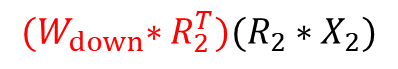 (W_down * R_2^T)(R_2 * X_2)